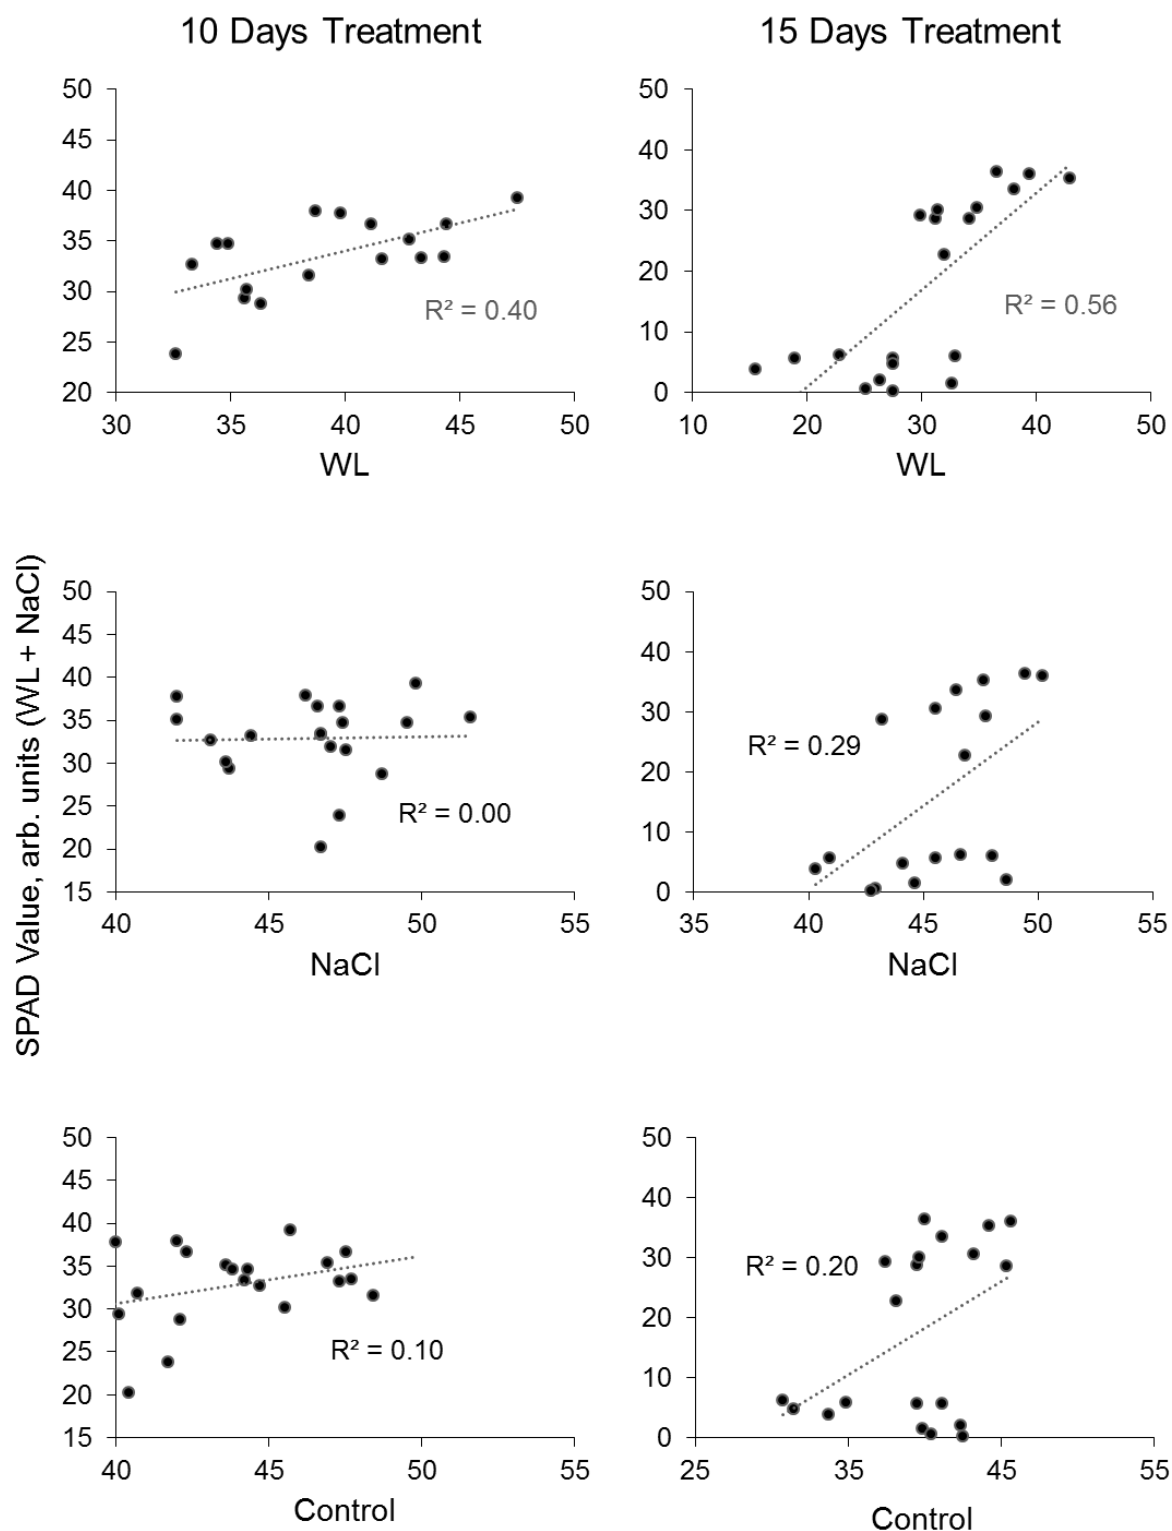 10 Days Treatment
15 Days Treatment
50
45
40
35
30
25
20
30 35 40 45 50
WL
R² = 0.40
50
40
30
20
10
0
10 20 30 40 50
WL
R² = 0.56
SPAD Value, arb. units (WL + NaCl)
50
45
40
35
30
25
20
15
40 45 50 55
NaCl
R² = 0.00
50
40
30
20
10
0
35 40 45 50 55
NaCl
R² = 0.29
50
45
40
35
30
25
20
15
40 45 50 55
Control
R² = 0.10
50
40
30
20
10
0
25 35 45 55
Control
R² = 0.20